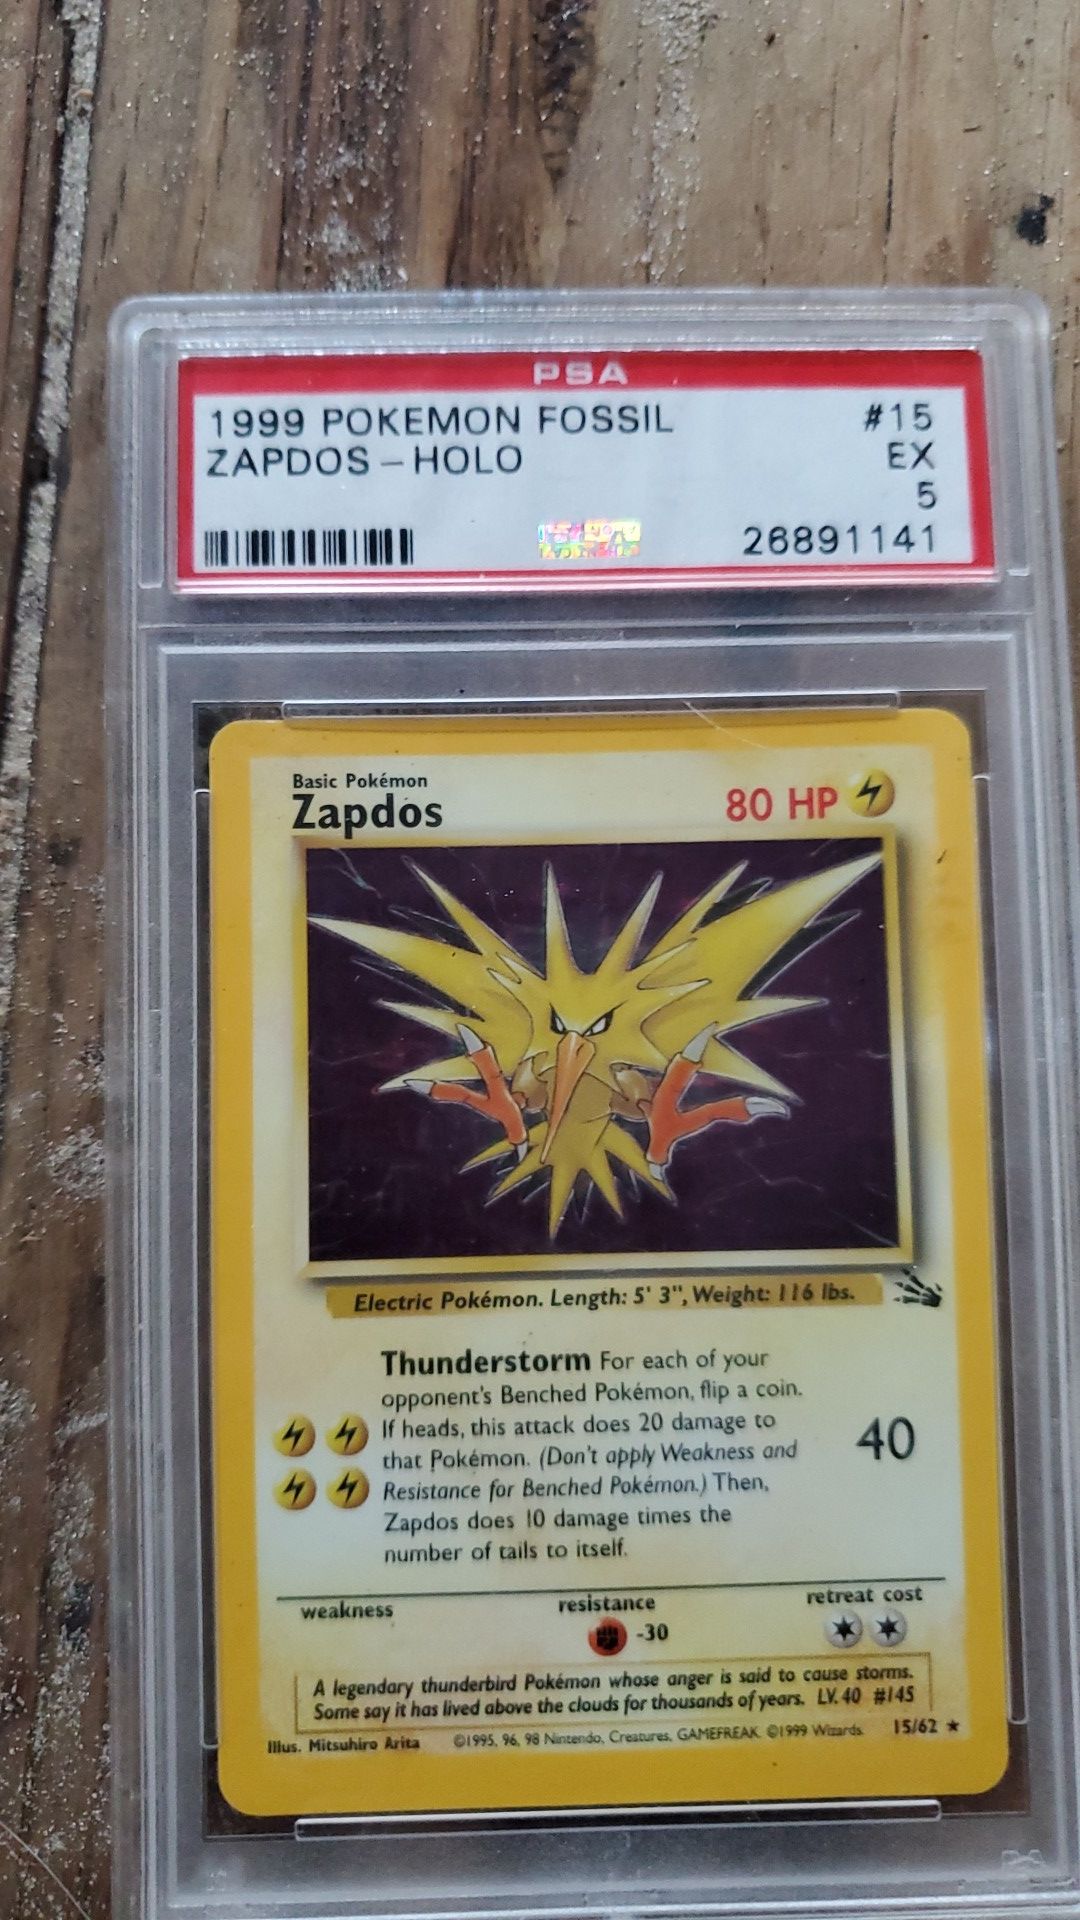 PSA
1999 POKEMON FOSSIL #15
ZAPDOS - HOLO EX
5
26891141
Basic Pokémon
Zapdos 80 HP
Electric Pokémon. Length: 5' 3", Weight: 116 lbs.
Thunderstorm For each of your
opponent's Benched Pokémon, flip a coin.
If heads, this attack does 20 damage to
that Pokémon. (Don't apply Weakness and
Resistance for Benched Pokémon.) Then,
Zapdos does 10 damage times the
number of tails to itself.
40
weakness resistance retreat cost
-30
A legendary thunderbird Pokémon whose anger is said to cause storms.
Some say it has lived above the clouds for thousands of years. LV. 40 #145
Illus. Mitsuhiro Arita ©1995, 96, 98 Nintendo, Creatures, GAMEFREAK. ©1999 Wizards. 15/62 ★